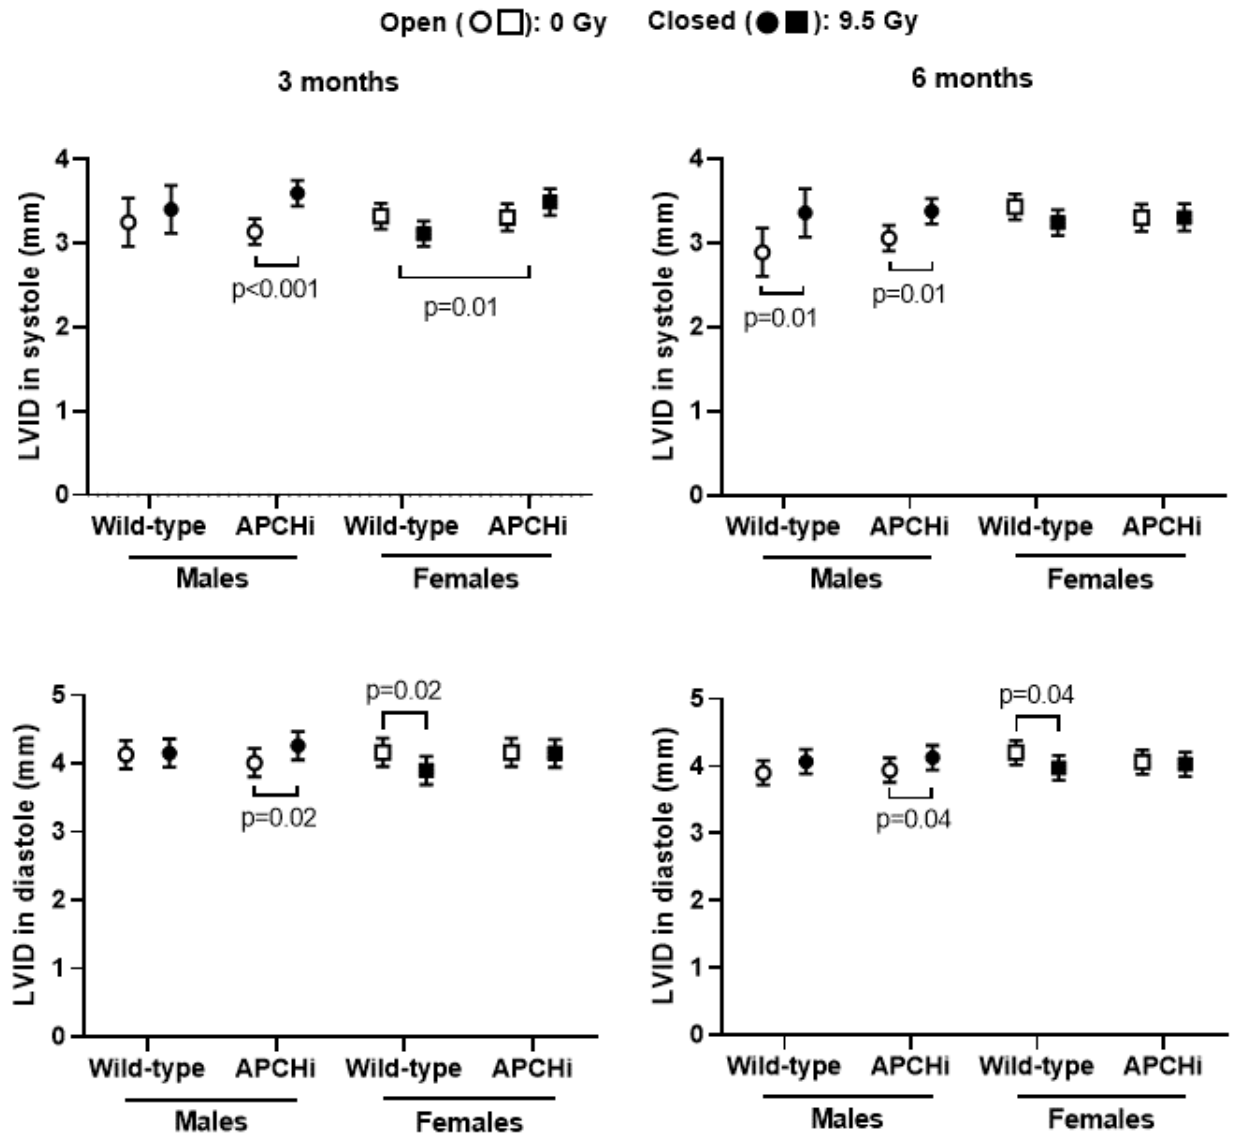 Open (○□): 0 Gy Closed (●■): 9.5 Gy
3 months
6 months
LVID in systole (mm)
4
3
2
1
0
p<0.001
p=0.01
Wild-type APCHi Wild-type APCHi
Males Females
LVID in systole (mm)
4
3
2
1
0
p=0.01
p=0.01
Wild-type APCHi Wild-type APCHi
Males Females
LVID in diastole (mm)
5
4
3
2
1
0
p=0.02
p=0.02
Wild-type APCHi Wild-type APCHi
Males Females
LVID in diastole (mm)
5
4
3
2
1
0
p=0.04
p=0.04
Wild-type APCHi Wild-type APCHi
Males Females